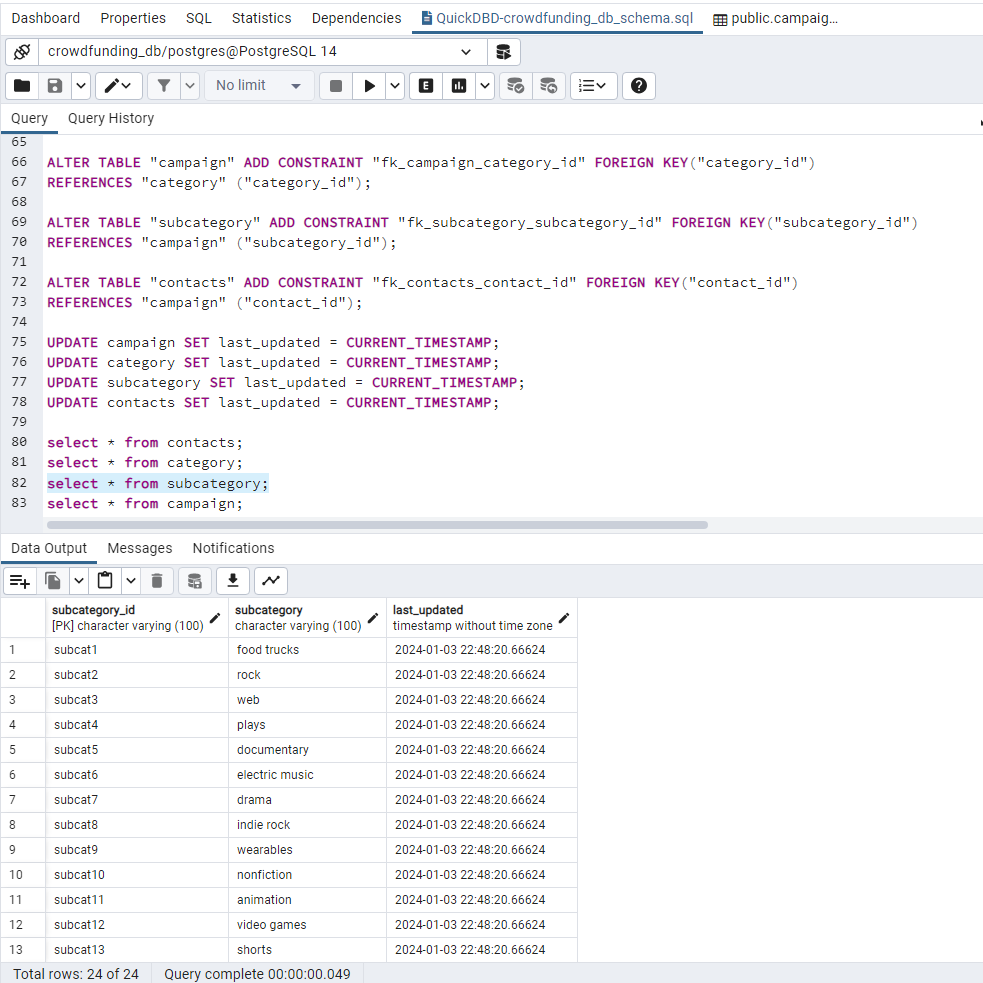 Dashboard Properties SQL Statistics Dependencies QuickDBD-crowdfunding_db_schema.sql public.campaig...
crowdfunding_db/postgres@PostgreSQL 14
No limit E
Query Query History
65
66 ALTER TABLE "campaign" ADD CONSTRAINT "fk_campaign_category_id" FOREIGN KEY("category_id")
67 REFERENCES "category" ("category_id");
68
69 ALTER TABLE "subcategory" ADD CONSTRAINT "fk_subcategory_subcategory_id" FOREIGN KEY("subcategory_id")
70 REFERENCES "campaign" ("subcategory_id");
71
72 ALTER TABLE "contacts" ADD CONSTRAINT "fk_contacts_contact_id" FOREIGN KEY("contact_id")
73 REFERENCES "campaign" ("contact_id");
74
75 UPDATE campaign SET last_updated = CURRENT_TIMESTAMP;
76 UPDATE category SET last_updated = CURRENT_TIMESTAMP;
77 UPDATE subcategory SET last_updated = CURRENT_TIMESTAMP;
78 UPDATE contacts SET last_updated = CURRENT_TIMESTAMP;
79
80 select * from contacts;
81 select * from category;
82 select * from subcategory;
83 select * from campaign;
Data Output Messages Notifications
subcategory_id subcategory last_updated
[PK] character varying (100) character varying (100) timestamp without time zone
1 subcat1 food trucks 2024-01-03 22:48:20.66624
2 subcat2 rock 2024-01-03 22:48:20.66624
3 subcat3 web 2024-01-03 22:48:20.66624
4 subcat4 plays 2024-01-03 22:48:20.66624
5 subcat5 documentary 2024-01-03 22:48:20.66624
6 subcat6 electric music 2024-01-03 22:48:20.66624
7 subcat7 drama 2024-01-03 22:48:20.66624
8 subcat8 indie rock 2024-01-03 22:48:20.66624
9 subcat9 wearables 2024-01-03 22:48:20.66624
10 subcat10 nonfiction 2024-01-03 22:48:20.66624
11 subcat11 animation 2024-01-03 22:48:20.66624
12 subcat12 video games 2024-01-03 22:48:20.66624
13 subcat13 shorts 2024-01-03 22:48:20.66624
Total rows: 24 of 24 Query complete 00:00:00.049